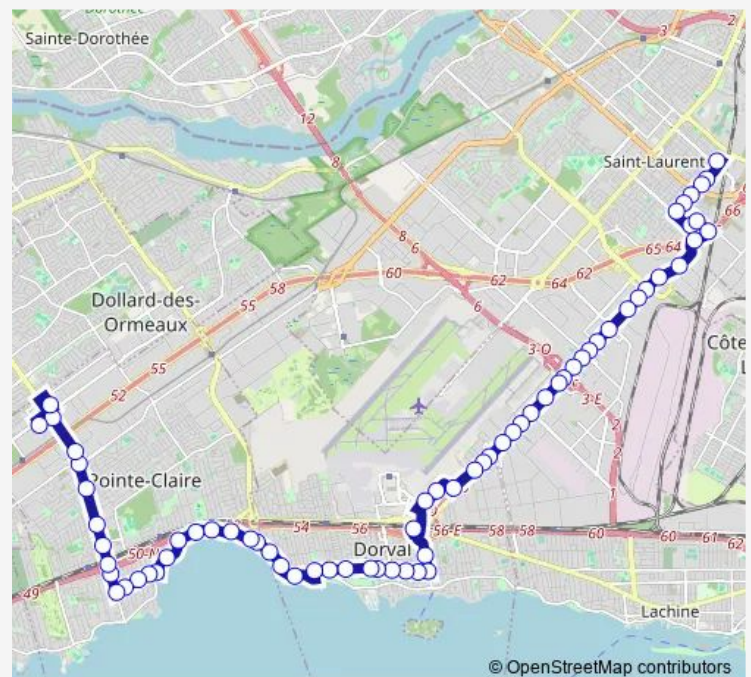 Dorothée
Sainte-Dorothée
3
2
12
8
Saint-Laurent
66
8
6
65
64
60
62
62
64
58
6
Dollard-des-
Ormeaux
55
55
52
3-O
Côte
3-E
2
2
1
Pointe-Claire
50-N
54
56
56-E
58
58
60
60
61
62
49
Dorval
Lachine
© OpenStreetMap contributors